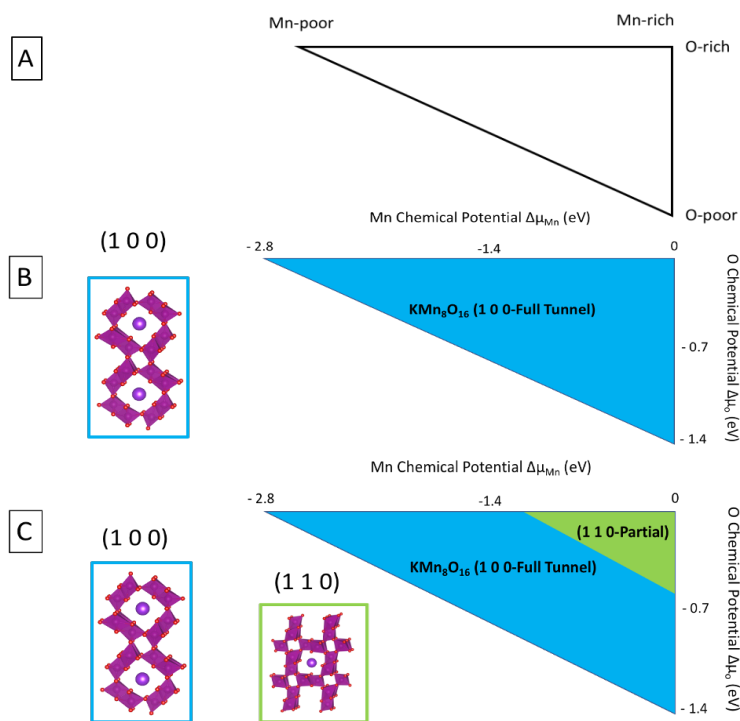 Mn-poor
Mn-rich
A
O-rich
O-poor
Mn Chemical Potential ΔμMn (eV)
(1 0 0)
- 2.8
-1.4
0
B
KMn8O16 (1 0 0-Full Tunnel)
- 0.7
- 1.4
O Chemical Potential Δμo (eV)
Mn Chemical Potential ΔμMn (eV)
- 2.8
-1.4
0
C
(1 0 0)
(1 1 0-Partial)
KMn8O16 (1 0 0-Full Tunnel)
(1 1 0)
- 0.7
- 1.4
O Chemical Potential Δμo (eV)